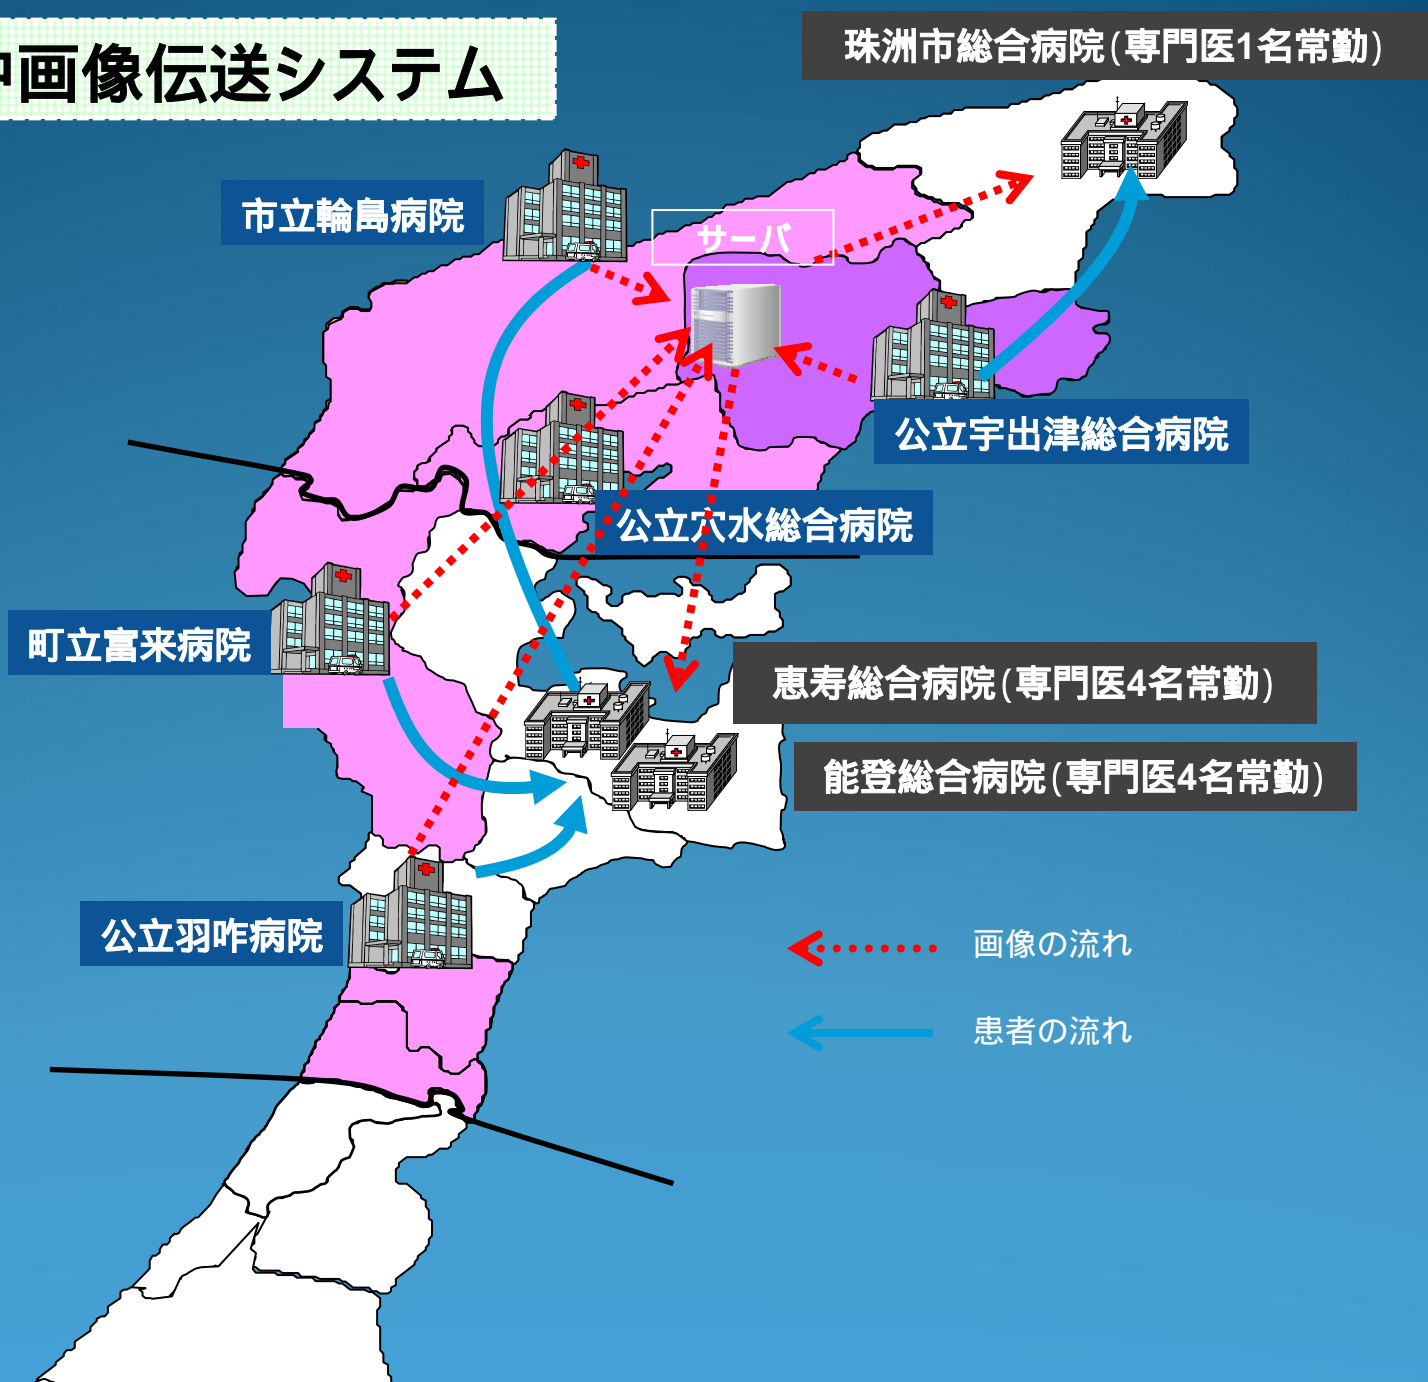 画像伝送システム
珠洲市総合病院(専門医1名常勤)
市立輪島病院
サーバ
公立宇出津総合病院
公立穴水総合病院
町立富来病院
恵寿総合病院(専門医4名常勤)
能登総合病院(専門医4名常勤)
公立羽咋病院
画像の流れ
患者の流れ